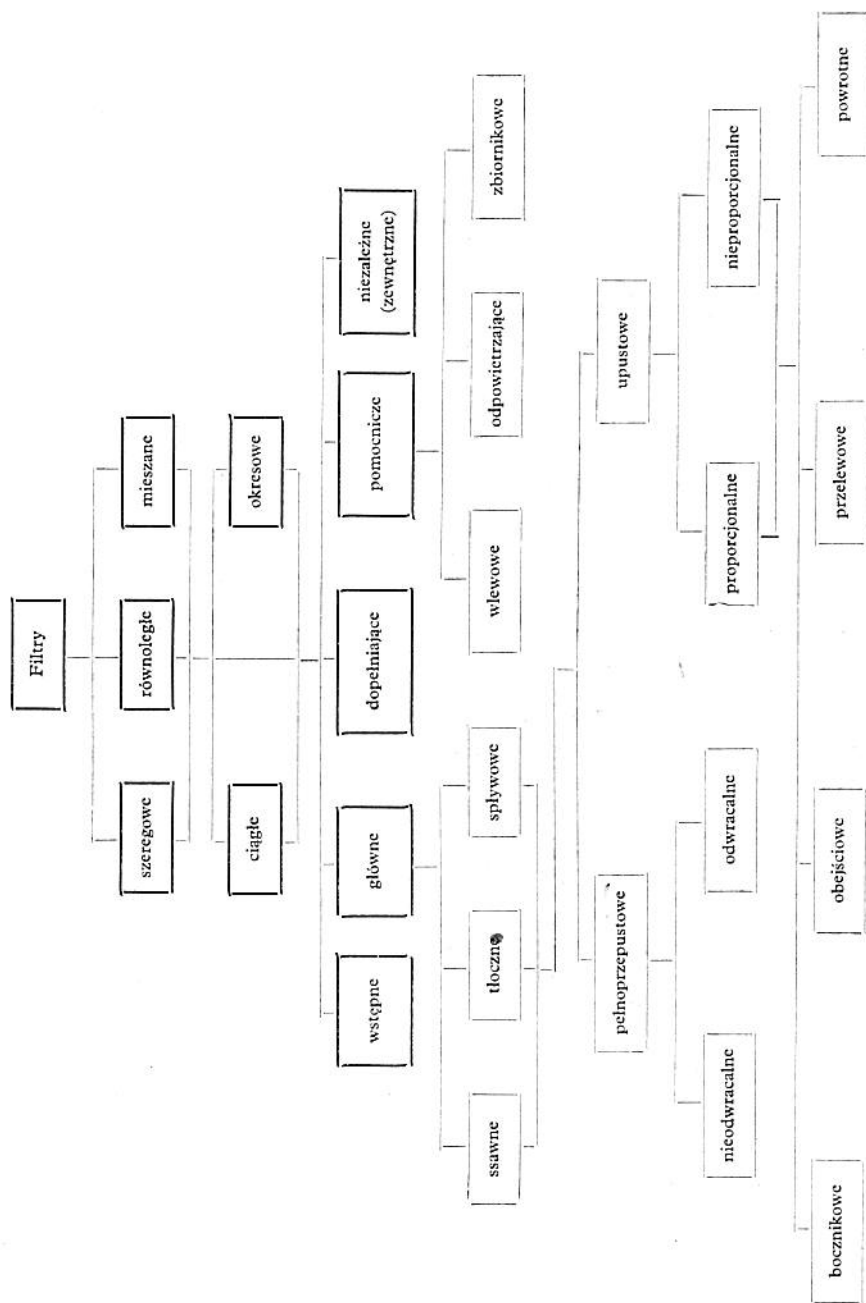 Filtry
szeregowe
równoległe
mieszane
ciągłe
okresowe
wstępne
główne
dopełniające
pomocnicze
niezależne
(zewnętrzne)
ssawne
tłoczne
spływowe
wlewowe
odpowietrzające
zbiornikowe
pełnoprzepustowe
upustowe
nieodwracalne
odwracalne
proporcjonalne
nieproporcjonalne
bocznikowe
obejściowe
przelewowe
powrotne